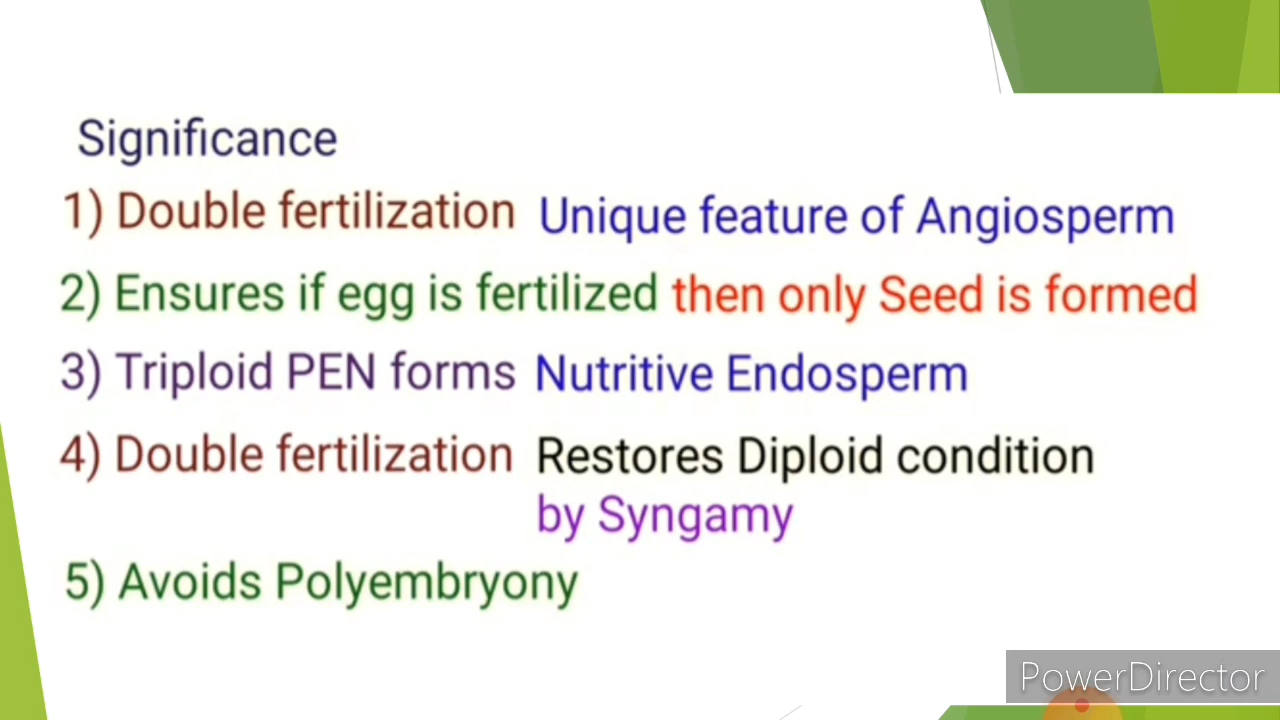 Significance
1) Double fertilization Unique feature of Angiosperm
2) Ensures if egg is fertilized then only Seed is formed
3) Triploid PEN forms Nutritive Endosperm
4) Double fertilization Restores Diploid condition
by Syngamy
5) Avoids Polyembryony
PowerDirector